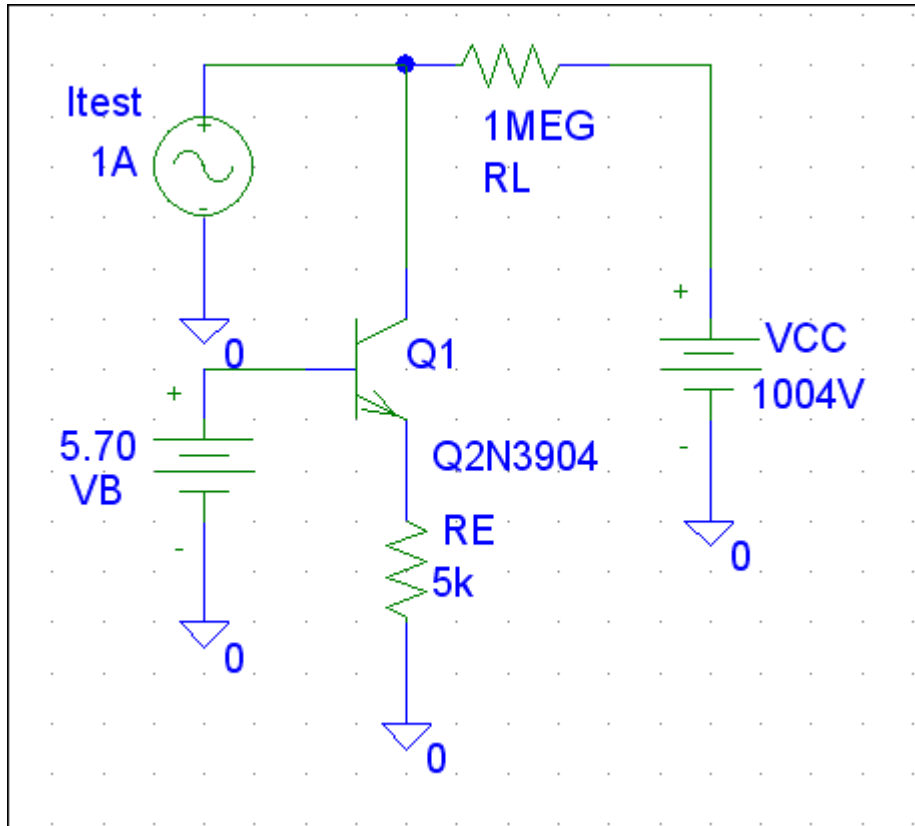 Itest
1A
+
-
0
1MEG
RL
+
VCC
1004V
-
0
Q1
Q2N3904
+
5.70
VB
-
0
RE
5k
0